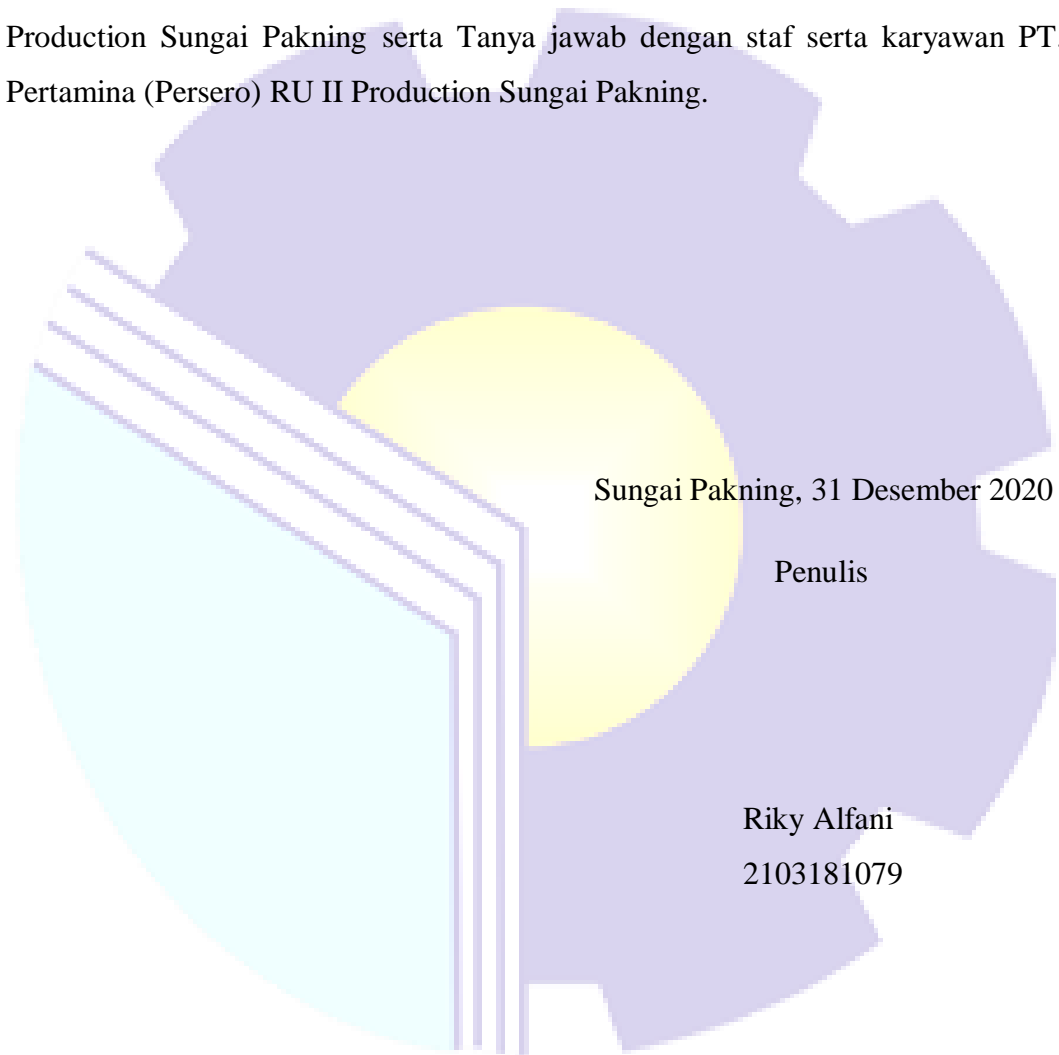 Production Sungai Pakning serta Tanya jawab dengan staf serta karyawan PT.
Pertamina (Persero) RU II Production Sungai Pakning.
Sungai Pakning, 31 Desember 2020
Penulis
Riky Alfani
2103181079